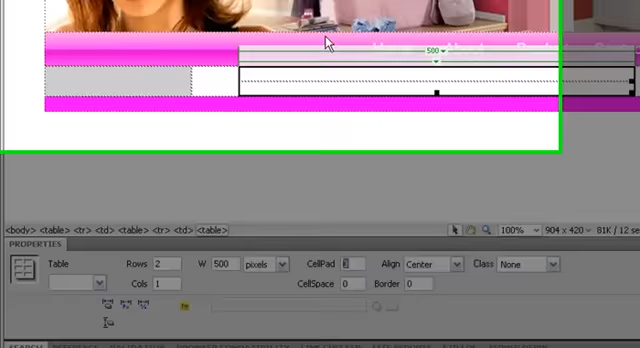 500
<body> <table> <tr> <td> <table> <tr> <td> <table> 100% 904 x 420 81K / 12 se
PROPERTIES
Table Rows 2 W 500 pixels CellPad Align Center Class None
Cols 1 CellSpace 0 Border 0